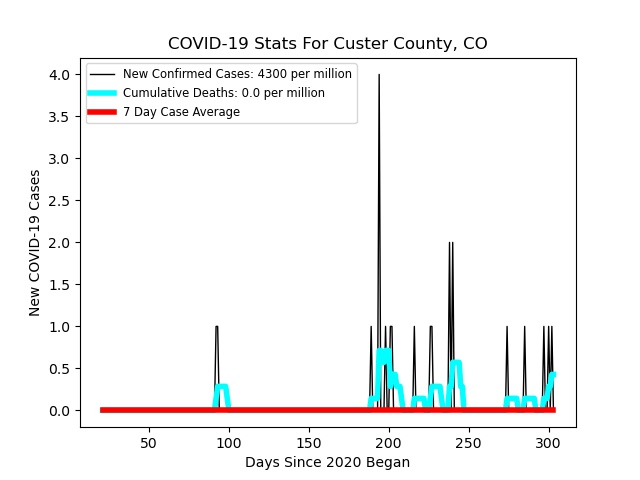 COVID-19 Stats For Custer County, CO
New Confirmed Cases: 4300 per million
Cumulative Deaths: 0.0 per million
7 Day Case Average
New COVID-19 Cases
4.0
3.5
3.0
2.5
2.0
1.5
1.0
0.5
0.0
50 100 150 200 250 300
Days Since 2020 Began